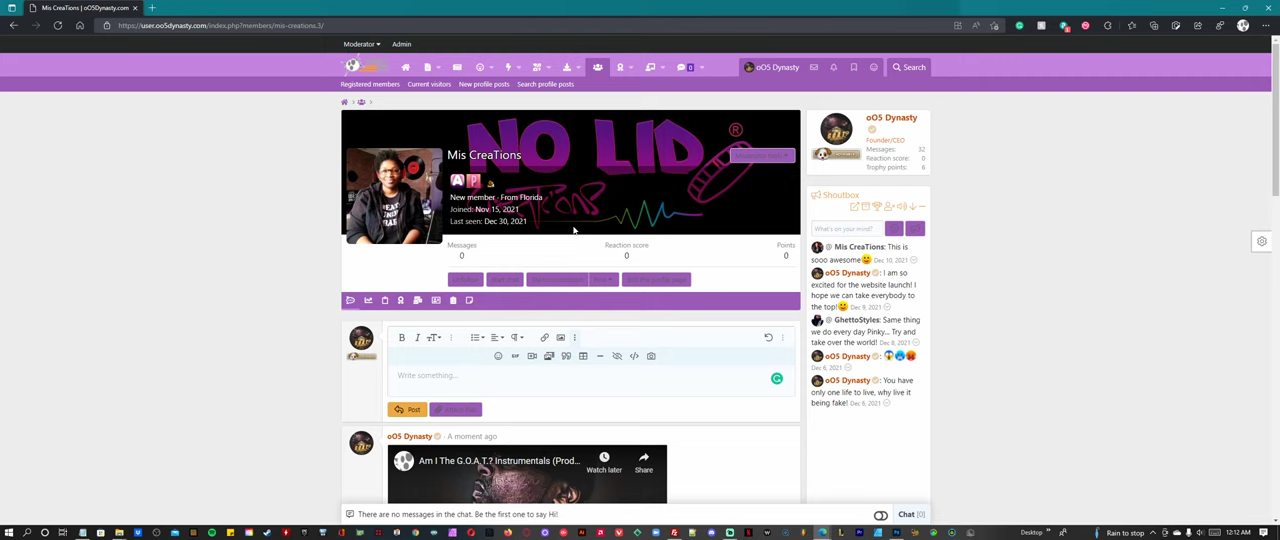 Mis CreaTions | oO5Dynasty.com
https://user.oo5dynasty.com/index.php?members/mis-creations.3/
Moderator Admin
oO5 Dynasty Search
Registered members Current visitors New profile posts Search profile posts
NO LID
®
Mis CreaTions
New member · From Florida
Joined: Nov 15, 2021
Last seen: Dec 30, 2021
Messages Reaction score Points
0 0 0
Write something...
Post
oO5 Dynasty · A moment ago
Am I The G.O.A.T.? Instrumentals (Prod...
Watch later Share
oO5 Dynasty
Founder/CEO
Messages: 32
Reaction score: 0
Trophy points: 6
Shoutbox
What's on your mind?
@ Mis CreaTions: This is
sooo awesome
Dec 10, 2021
oO5 Dynasty: I am so
excited for the website launch! I
hope we can take everybody to
the top! Dec 9, 2021
@ GhettoStyles: Same thing
we do every day Pinky... Try and
take over the world! Dec 8, 2021
oO5 Dynasty:
Dec 6, 2021
oO5 Dynasty: You have
only one life to live, why live it
being fake! Dec 6, 2021
There are no messages in the chat. Be the first one to say Hi!
Chat [0]
Desktop
Rain to stop
12:12 AM